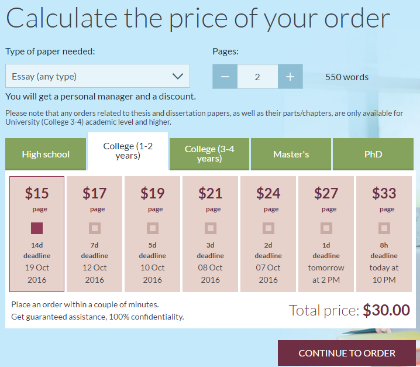 Calculate the price of your order
Type of paper needed:
Pages:
Essay (any type)
−
2
+
550 words
You will get a personal manager and a discount.
Please note that any orders related to thesis and dissertation papers, as well as their parts/chapters, are only available for
University (College 3-4) academic level and higher.
High school
College (1-2
years)
College (3-4
years)
Master's
PhD
$15
page
14d
deadline
19 Oct
2016
$17
page
7d
deadline
12 Oct
2016
$19
page
5d
deadline
10 Oct
2016
$21
page
3d
deadline
08 Oct
2016
$24
page
2d
deadline
07 Oct
2016
$27
page
1d
deadline
tomorrow
at 2 PM
$33
page
8h
deadline
today at
10 PM
Place an order within a couple of minutes.
Get guaranteed assistance, 100% confidentiality.
Total price: $30.00
CONTINUE TO ORDER